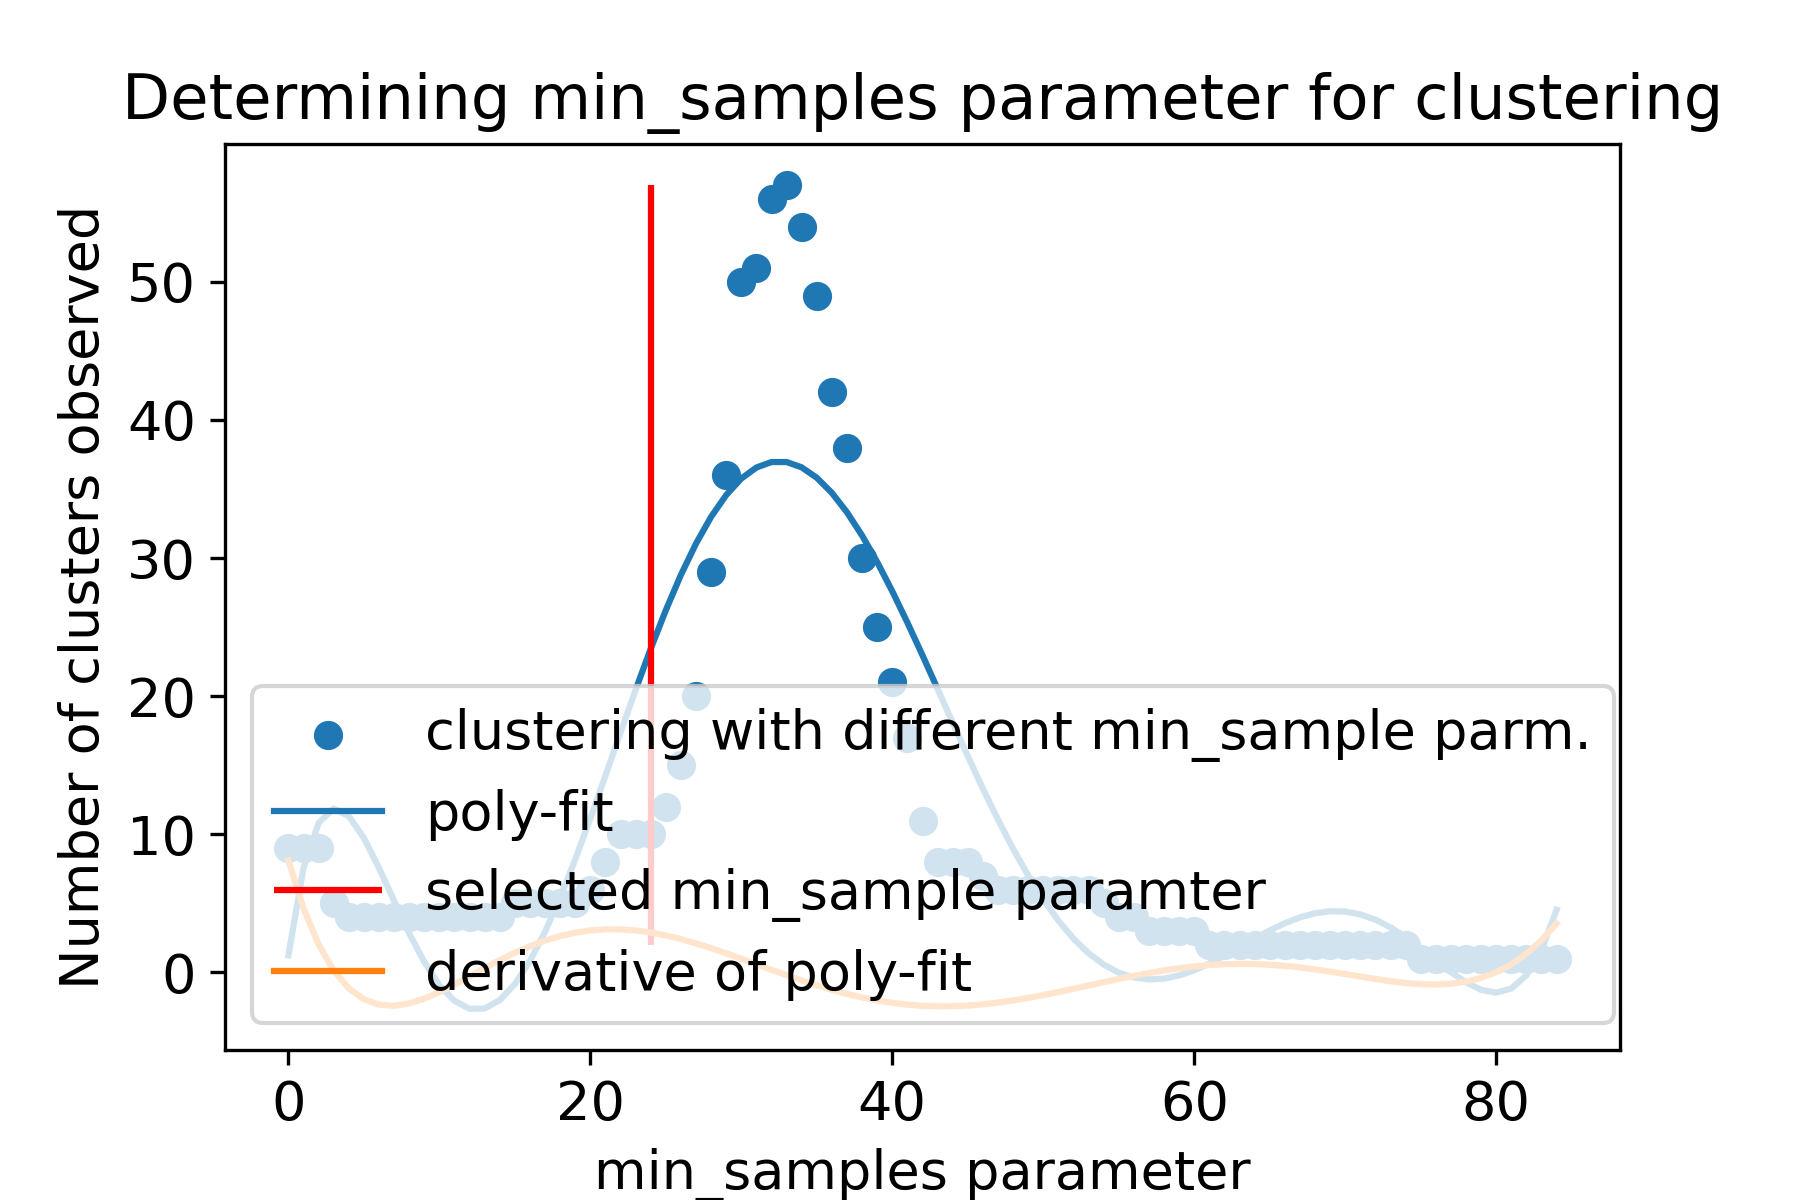 Determining min_samples parameter for clustering
Number of clusters observed
50
40
30
20
10
0
clustering with different min_sample parm.
poly-fit
selected min_sample paramter
derivative of poly-fit
0 20 40 60 80
min_samples parameter